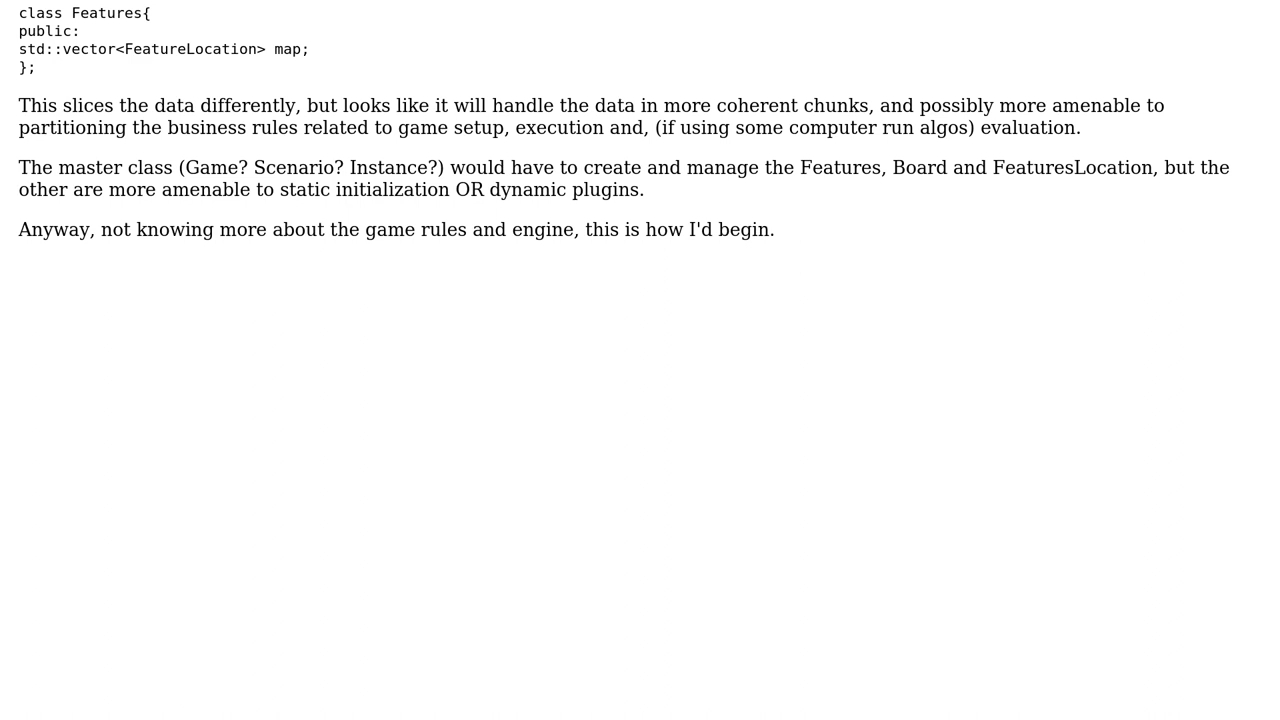 class Features{
public:
std::vector<FeatureLocation> map;
};
This slices the data differently, but looks like it will handle the data in more coherent chunks, and possibly more amenable to
partitioning the business rules related to game setup, execution and, (if using some computer run algos) evaluation.
The master class (Game? Scenario? Instance?) would have to create and manage the Features, Board and FeaturesLocation, but the
other are more amenable to static initialization OR dynamic plugins.
Anyway, not knowing more about the game rules and engine, this is how I'd begin.